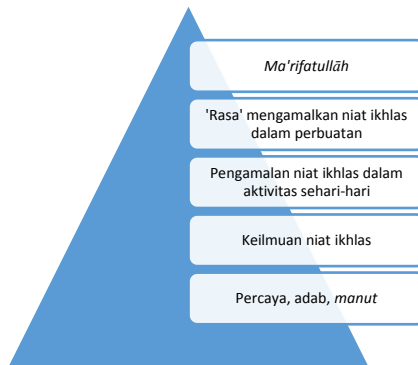 Ma'rifatullāh
'Rasa' mengamalkan niat ikhlas
dalam perbuatan
Pengamalan niat ikhlas dalam
aktivitas sehari-hari
Keilmuan niat ikhlas
Percaya, adab, manut